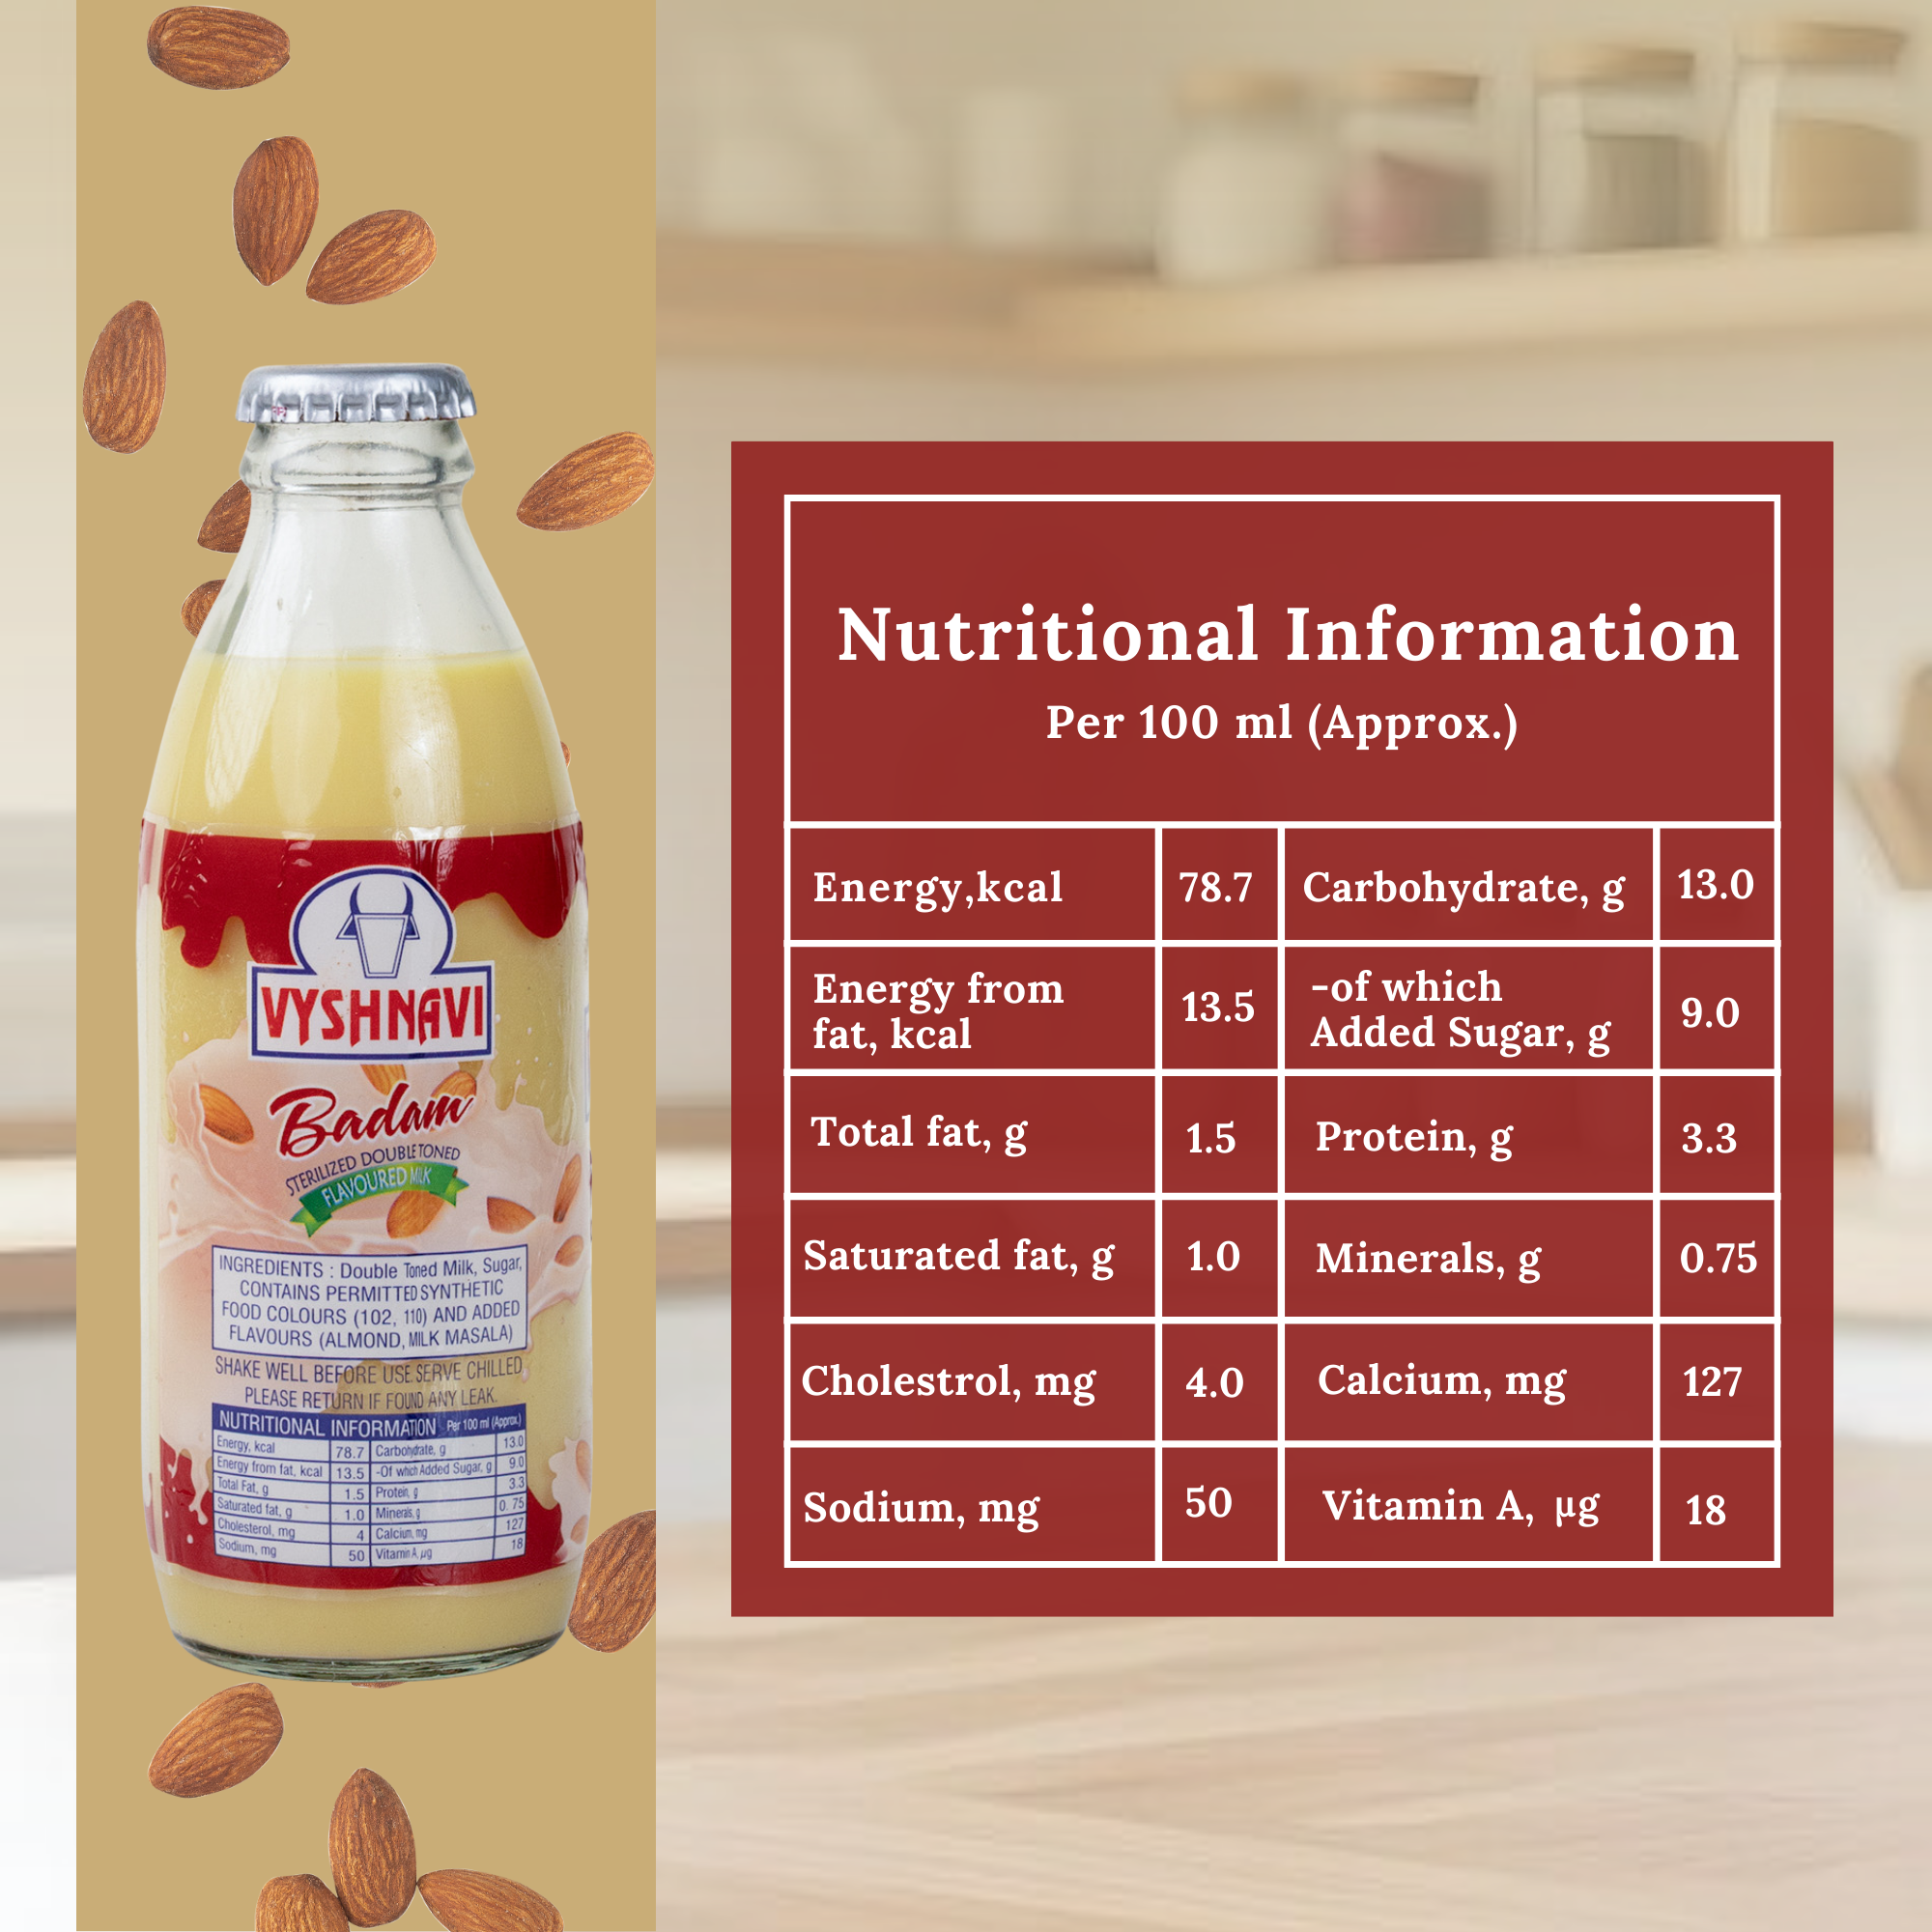 VYSHNAVI
Badam
STERILIZED DOUBLE TONED
FLAVOURED MILK
INGREDIENTS : Double Toned Milk, Sugar,
CONTAINS PERMITTED SYNTHETIC
FOOD COLOURS (102, 110) AND ADDED
FLAVOURS (ALMOND, MILK MASALA)
SHAKE WELL BEFORE USE. SERVE CHILLED,
PLEASE RETURN IF FOUND ANY LEAK.
NUTRITIONAL INFORMATION Per 100 ml (Approx.)
Energy, kcal 78.7 Carbohydrate, g 13.0
Energy from fat, kcal 13.5 -Of which Added Sugar, g 9.0
Total Fat, g 1.5 Protein, g 3.3
Saturated fat, g 1.0 Minerals, g 0. 75
Cholesterol, mg 4 Calcium, mg 127
Sodium, mg 50 Vitamin A, µg 18
Nutritional Information
Per 100 ml (Approx.)
Energy,kcal 78.7 Carbohydrate, g 13.0
Energy from
fat, kcal 13.5 -of which
Added Sugar, g 9.0
Total fat, g 1.5 Protein, g 3.3
Saturated fat, g 1.0 Minerals, g 0.75
Cholestrol, mg 4.0 Calcium, mg 127
Sodium, mg 50 Vitamin A, µg 18